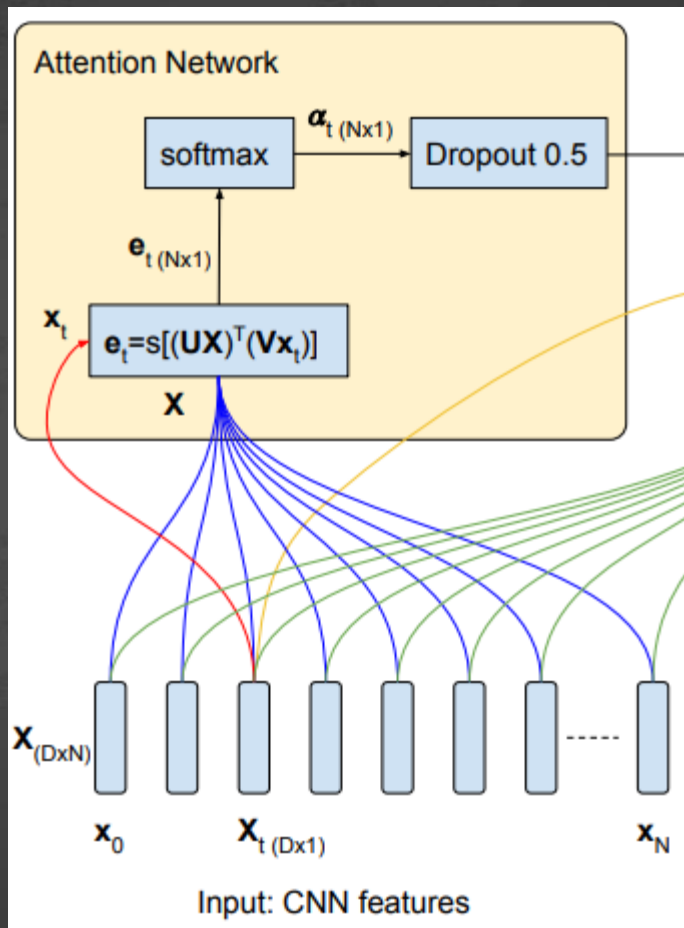 Attention Network
α_t (Nx1)
softmax
Dropout 0.5
e_t (Nx1)
x_t
e_t=s[(UX)^T(Vx_t)]
X
X_(DxN)
x_0
X_t (Dx1)
x_N
Input: CNN features